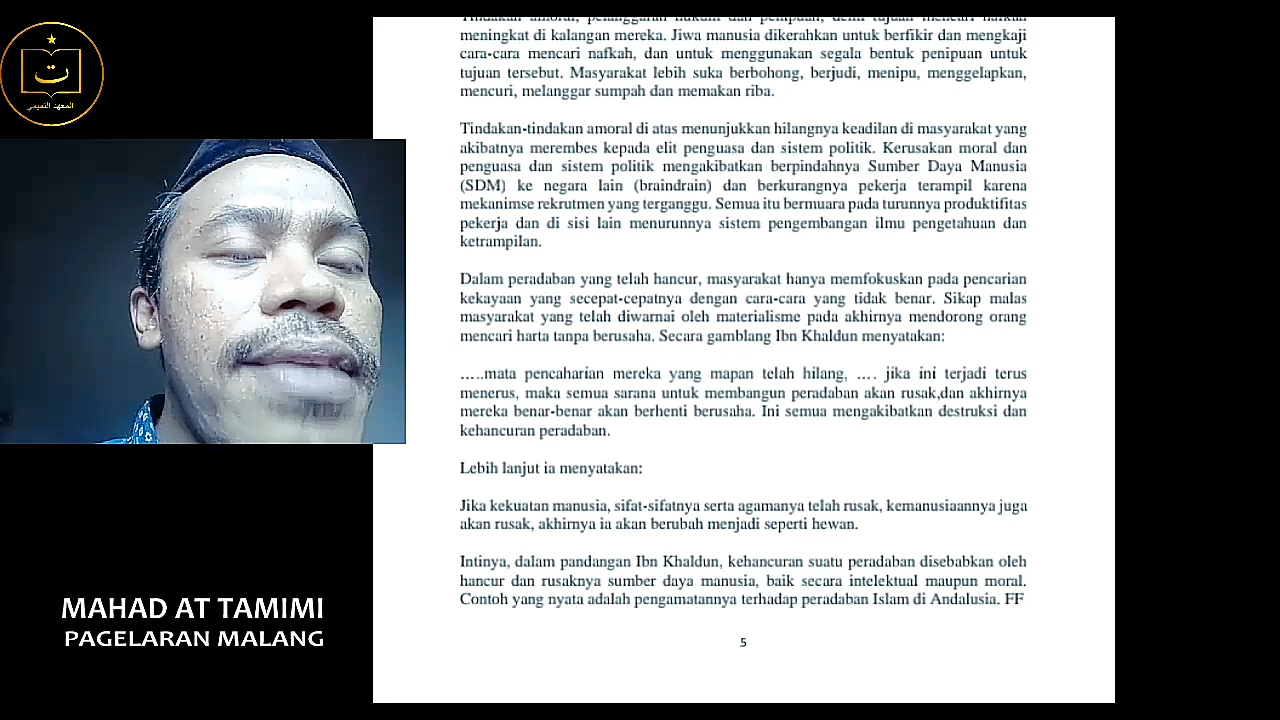 ت
المعهد التميمي
Tindakan amoral, pelanggaran hukum dan penipuan, demi tujuan mencari nafkah
meningkat di kalangan mereka. Jiwa manusia dikerahkan untuk berfikir dan mengkaji
cara-cara mencari nafkah, dan untuk menggunakan segala bentuk penipuan untuk
tujuan tersebut. Masyarakat lebih suka berbohong, berjudi, menipu, menggelapkan,
mencuri, melanggar sumpah dan memakan riba.
Tindakan-tindakan amoral di atas menunjukkan hilangnya keadilan di masyarakat yang
akibatnya merembes kepada elit penguasa dan sistem politik. Kerusakan moral dan
penguasa dan sistem politik mengakibatkan berpindahnya Sumber Daya Manusia
(SDM) ke negara lain (braindrain) dan berkurangnya pekerja terampil karena
mekanimse rekrutmen yang terganggu. Semua itu bermuara pada turunnya produktifitas
pekerja dan di sisi lain menurunnya sistem pengembangan ilmu pengetahuan dan
ketrampilan.
Dalam peradaban yang telah hancur, masyarakat hanya memfokuskan pada pencarian
kekayaan yang secepat-cepatnya dengan cara-cara yang tidak benar. Sikap malas
masyarakat yang telah diwarnai oleh materialisme pada akhirnya mendorong orang
mencari harta tanpa berusaha. Secara gamblang Ibn Khaldun menyatakan:
…..mata pencaharian mereka yang mapan telah hilang, …. jika ini terjadi terus
menerus, maka semua sarana untuk membangun peradaban akan rusak,dan akhirnya
mereka benar-benar akan berhenti berusaha. Ini semua mengakibatkan destruksi dan
kehancuran peradaban.
Lebih lanjut ia menyatakan:
Jika kekuatan manusia, sifat-sifatnya serta agamanya telah rusak, kemanusiaannya juga
akan rusak, akhirnya ia akan berubah menjadi seperti hewan.
Intinya, dalam pandangan Ibn Khaldun, kehancuran suatu peradaban disebabkan oleh
hancur dan rusaknya sumber daya manusia, baik secara intelektual maupun moral.
Contoh yang nyata adalah pengamatannya terhadap peradaban Islam di Andalusia. FF
5
MAHAD AT TAMIMI
PAGELARAN MALANG